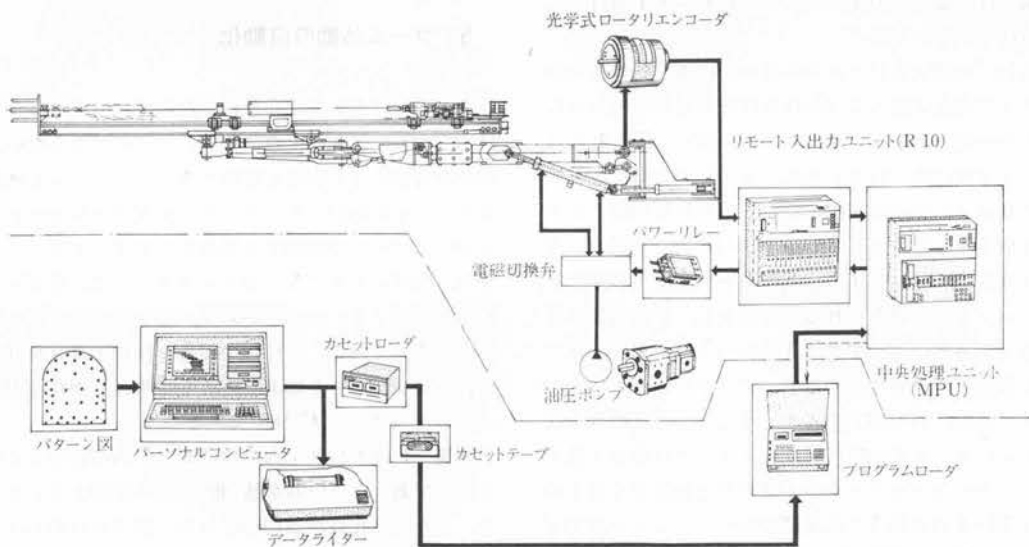 光学式ロータリエンコーダ
リモート入出力ユニット(R 10)
パワーリレー
電磁切換弁
油圧ポンプ
中央処理ユニット
(MPU)
カセットローダ
パターン図
パーソナルコンピュータ
カセットテープ
プログラムローダ
データライター